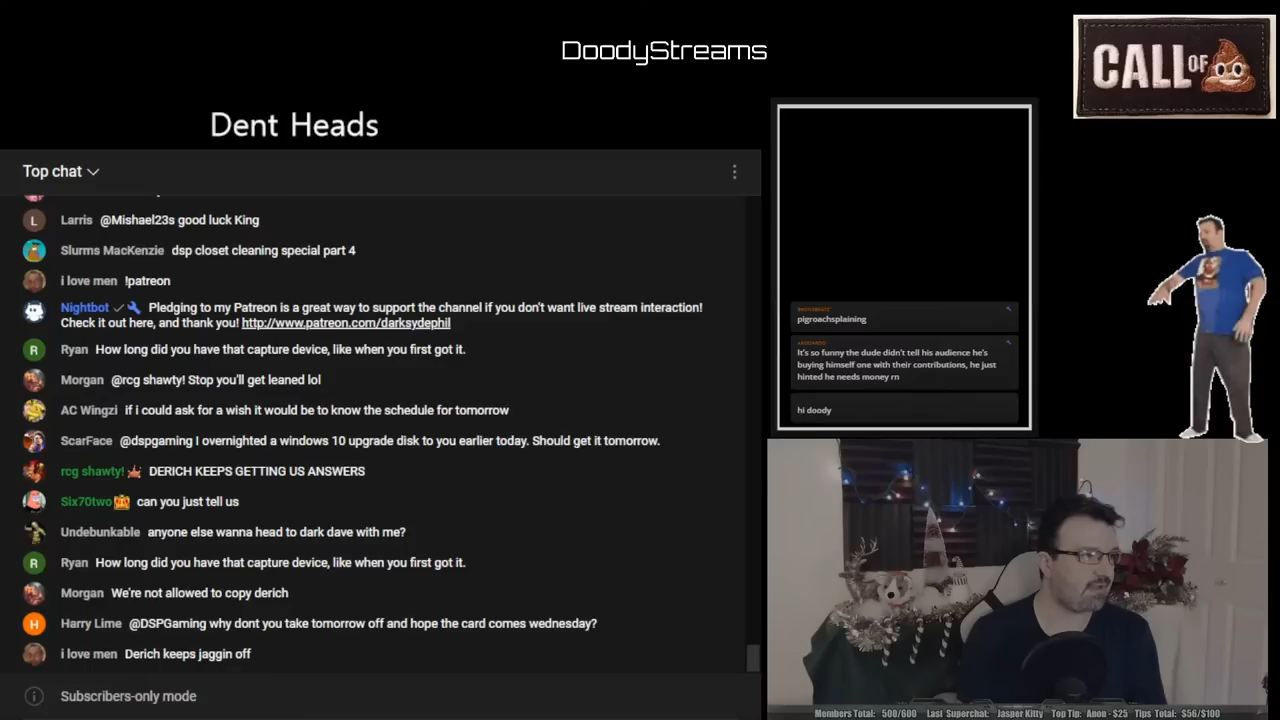 DoodyStreams
CALL OF
Dent Heads
Top chat
Larris @Mishael23s good luck King
Slurms MacKenzie dsp closet cleaning special part 4
i love men !patreon
Nightbot Pledging to my Patreon is a great way to support the channel if you don't want live stream interaction!
Check it out here, and thank you! http://www.patreon.com/darksydephil
Ryan How long did you have that capture device, like when you first got it.
Morgan @rcg shawty! Stop you'll get leaned lol
AC Wingzi if i could ask for a wish it would be to know the schedule for tomorrow
ScarFace @dspgaming I overnighted a windows 10 upgrade disk to you earlier today. Should get it tomorrow.
rcg shawty! DERICH KEEPS GETTING US ANSWERS
Six70two can you just tell us
Undebunkable anyone else wanna head to dark dave with me?
Ryan How long did you have that capture device, like when you first got it.
Morgan We're not allowed to copy derich
Harry Lime @DSPGaming why dont you take tomorrow off and hope the card comes wednesday?
i love men Derich keeps jaggin off
Subscribers-only mode
pigroachsplaining
It's so funny the dude didn't tell his audience he's
buying himself one with their contributions, he just
hinted he needs money rn
hi doody
Members Total: 500/600 Last Superchat: Jasper Kitty Top Tip: Anon - $25 Tips Total: $56/$100